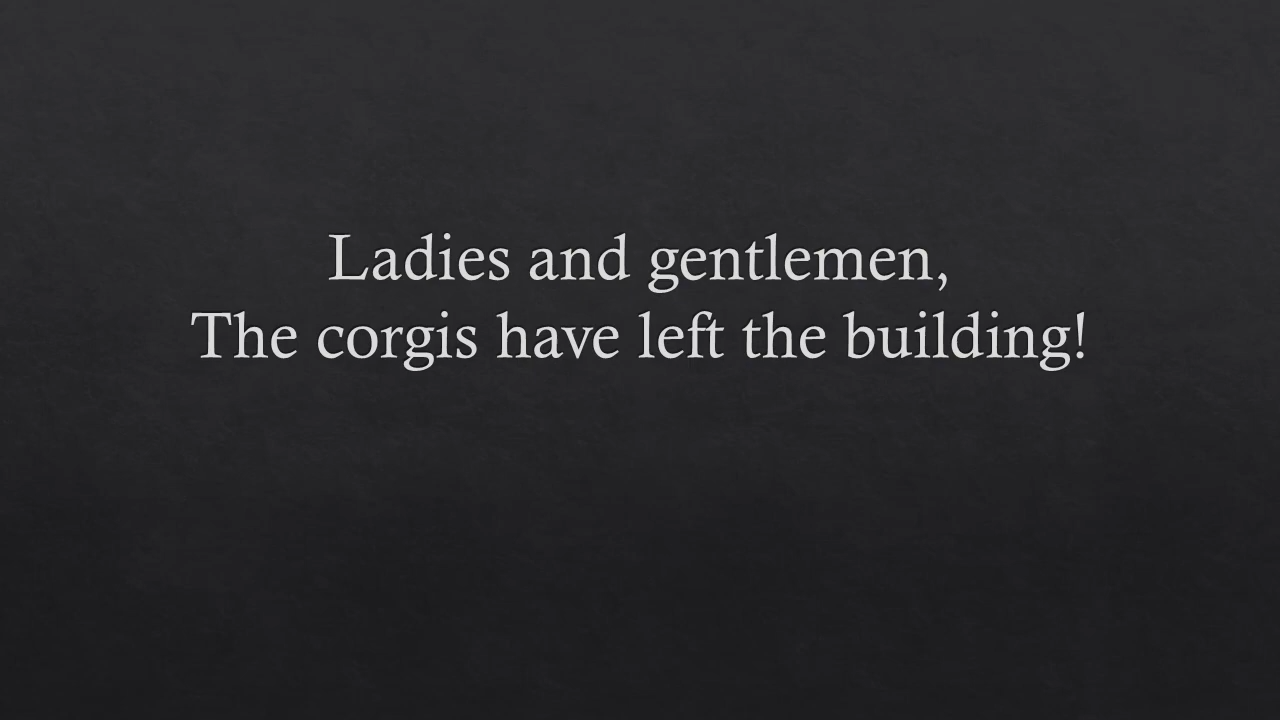 Ladies and gentlemen,
The corgis have left the building!